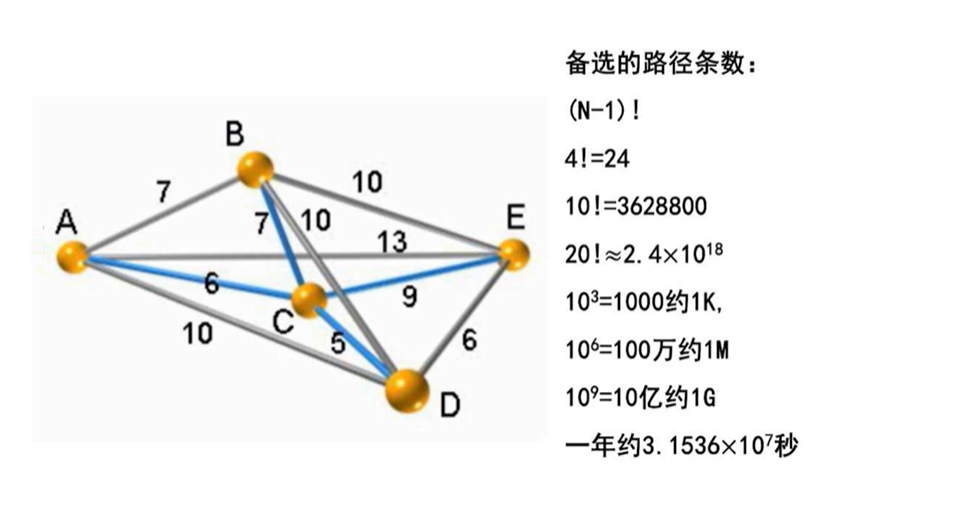 B
7
10
A
7
10
E
13
6
9
C
10
5
6
D
备选的路径条数:
(N-1)!
4!=24
10!=3628800
20!≈2.4×10¹⁸
10³=1000约1K,
10⁶=100万约1M
10⁹=10亿约1G
一年约3.1536×10⁷秒